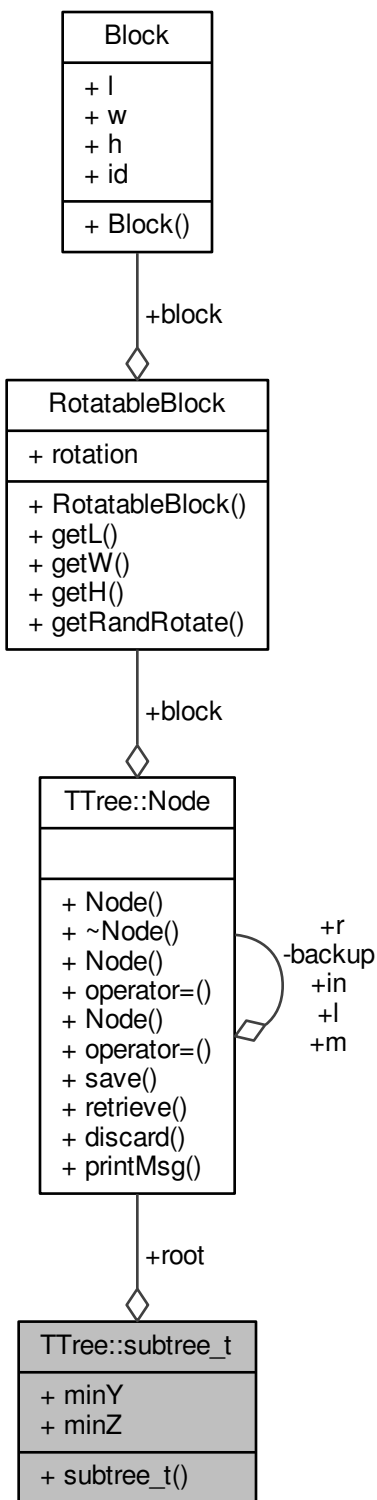 Block
+ l
+ w
+ h
+ id
+ Block()
+block
RotatableBlock
+ rotation
+ RotatableBlock()
+ getL()
+ getW()
+ getH()
+ getRandRotate()
+block
TTree::Node
+ Node()
+ ~Node()
+ Node()
+ operator=()
+ Node()
+ operator=()
+ save()
+ retrieve()
+ discard()
+ printMsg()
+r
-backup
+in
+l
+m
+root
TTree::subtree_t
+ minY
+ minZ
+ subtree_t()